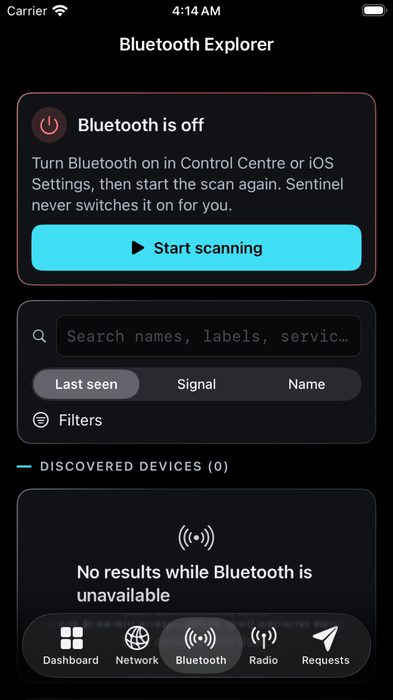 Carrier 4:14 AM
Bluetooth Explorer
Bluetooth is off
Turn Bluetooth on in Control Centre or iOS
Settings, then start the scan again. Sentinel
never switches it on for you.
Start scanning
Search names, labels, servic…
Last seen Signal Name
Filters
DISCOVERED DEVICES (0)
No results while Bluetooth is
unavailable
Dashboard Network Bluetooth Radio Requests